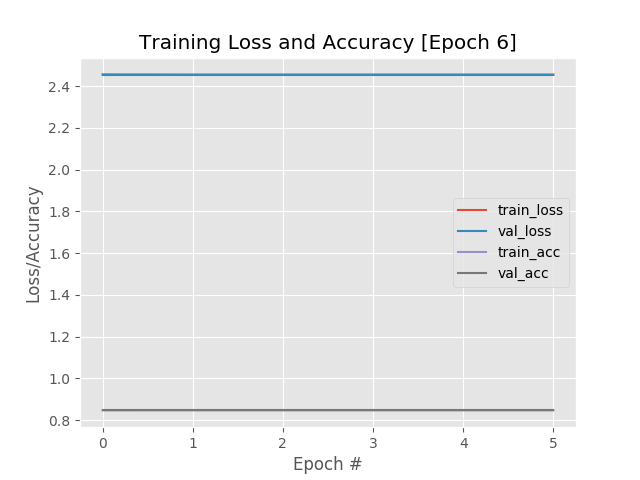 Training Loss and Accuracy [Epoch 6]
2.4
2.2
2.0
1.8
1.6
1.4
1.2
1.0
0.8
Loss/Accuracy
train_loss
val_loss
train_acc
val_acc
0 1 2 3 4 5
Epoch #